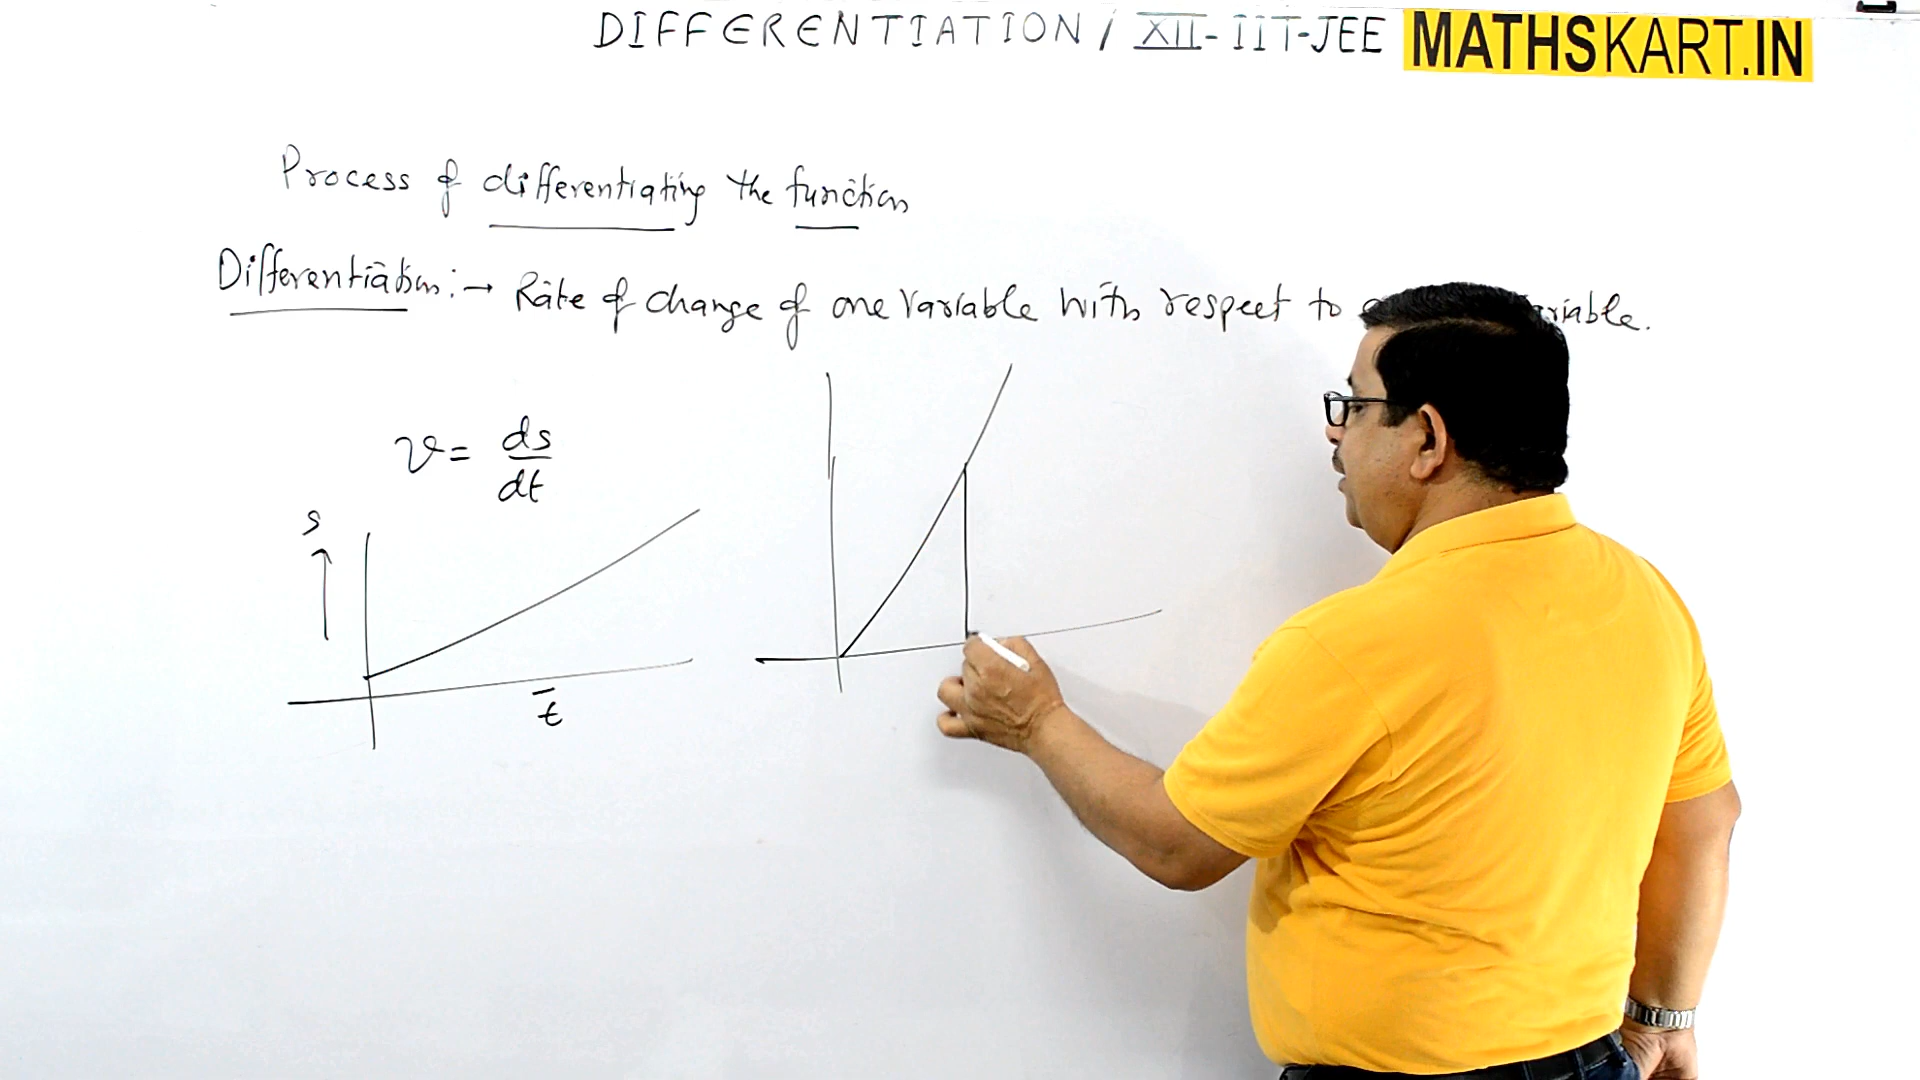 DIFFERENTIATION / XII - IIT-JEE MATHSKART.IN
Process of differentiating the function
Differentiation :→ Rate of change of one variable with respect to
v = ds/dt
s
t